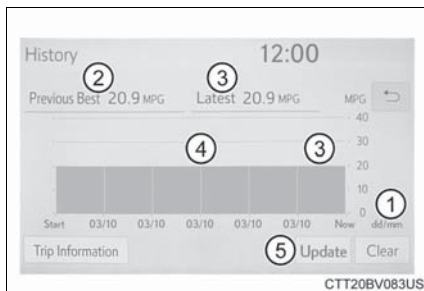 History 12:00
② ③
Previous Best 20.9 MPG Latest 20.9 MPG MPG
40
④ ③ 30
20
10 ①
0
Start 03/10 03/10 03/10 03/10 03/10 Now dd/mm
Trip Information ⑤ Update Clear
CTT20BV083US